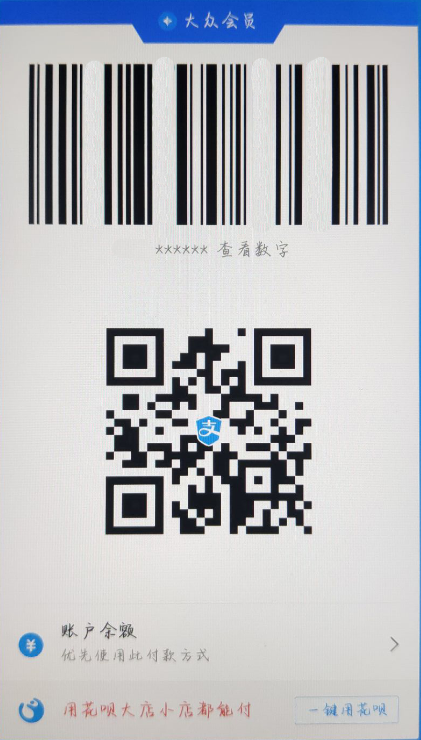 大众会员
****** 查看数字
支
¥ 账户余额
优先使用此付款方式
用花呗大店小店都能付 一键用花呗